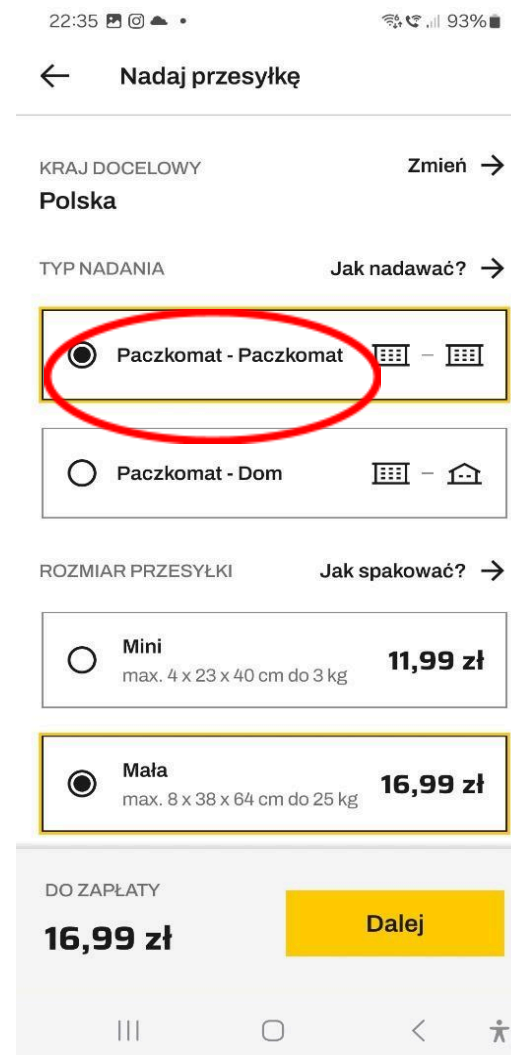 22:35 93%
Nadaj przesyłkę
KRAJ DOCELOWY Zmień
Polska
TYP NADANIA Jak nadawać?
Paczkomat - Paczkomat
Paczkomat - Dom
ROZMIAR PRZESYŁKI Jak spakować?
Mini
max. 4 x 23 x 40 cm do 3 kg 11,99 zł
Mała
max. 8 x 38 x 64 cm do 25 kg 16,99 zł
DO ZAPŁATY
16,99 zł
Dalej